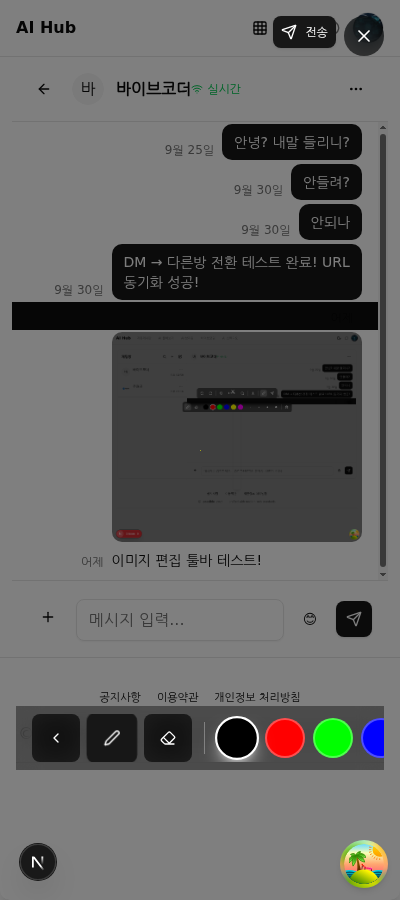 AI Hub
전송
바
바이브코더
실시간
안녕? 내말 들리니?
9월 25일
안들려?
9월 30일
안되나
9월 30일
DM → 다른방 전환 테스트 완료! URL
동기화 성공!
9월 30일
AI Hub
어제
이미지 편집 툴바 테스트!
메시지 입력...
공지사항
이용약관
개인정보 처리방침
N